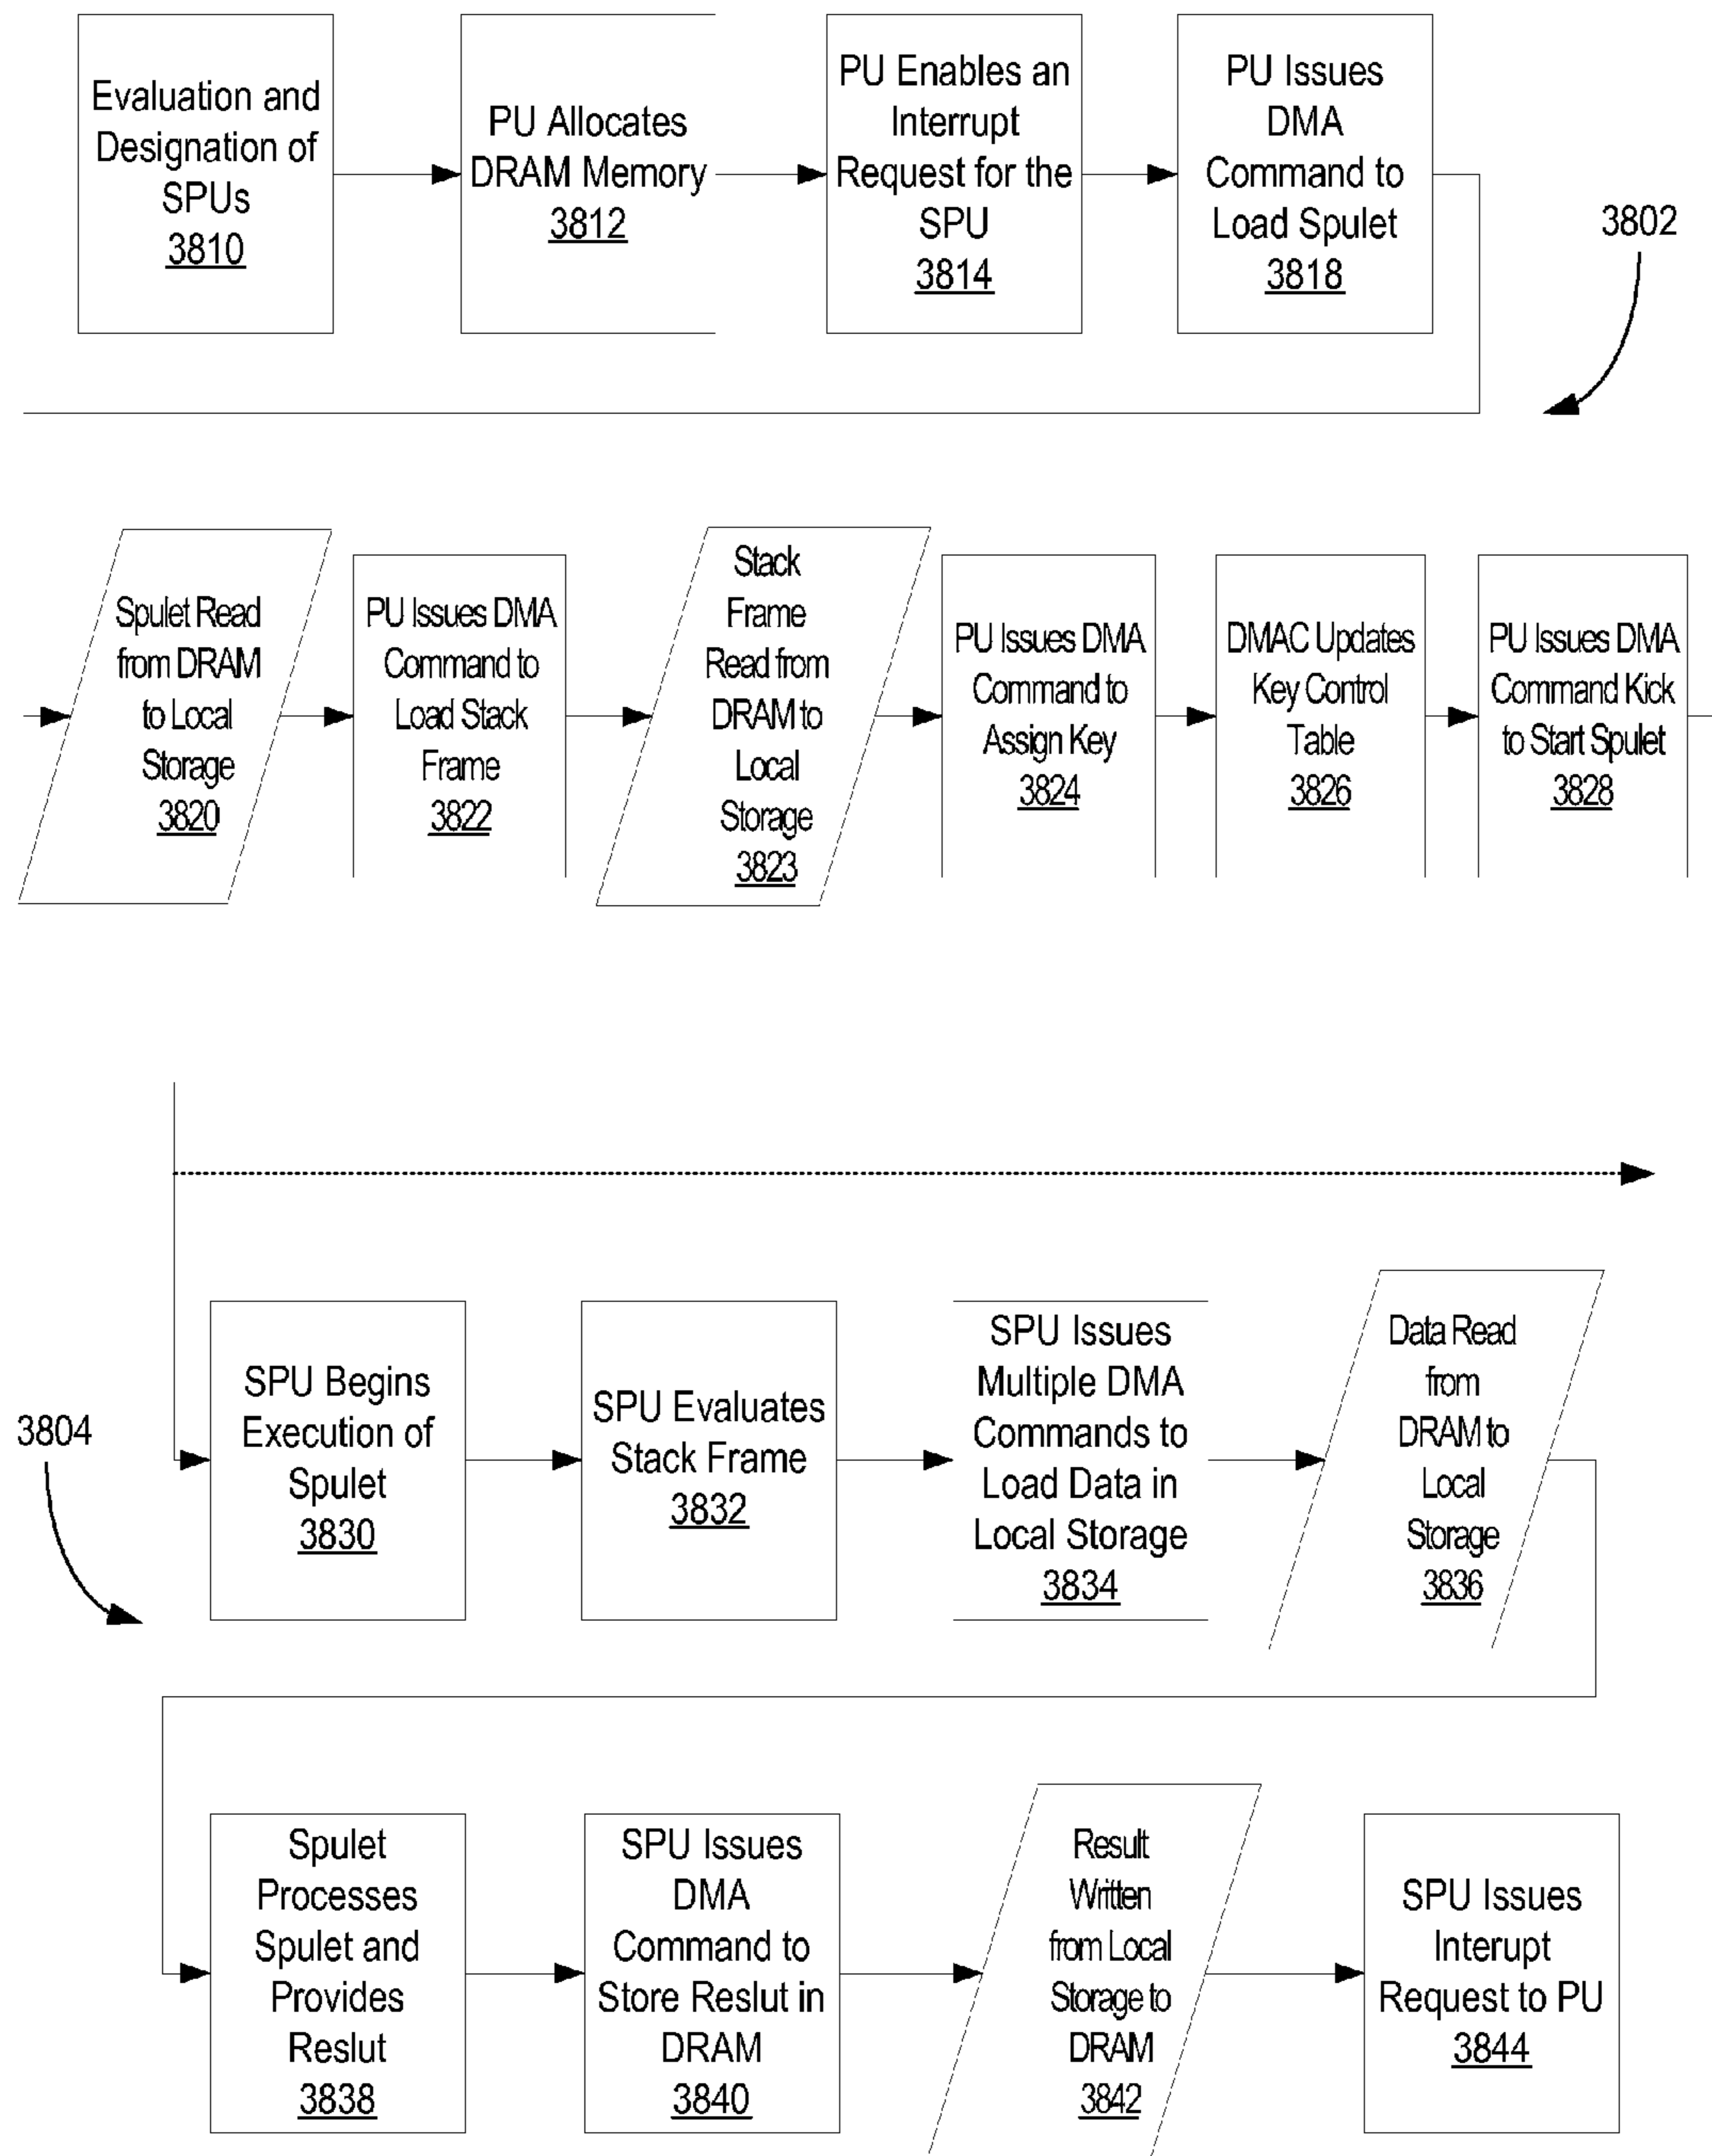 Evaluation and
Designation of
SPUs
3810
PU Allocates
DRAM Memory
3812
PU Enables an
Interrupt
Request for the
SPU
3814
PU Issues
DMA
Command to
Load Spulet
3818
3802
Spulet Read
from DRAM
to Local
Storage
3820
PU Issues DMA
Command to
Load Stack
Frame
3822
Stack
Frame
Read from
DRAM to
Local
Storage
3823
PU Issues DMA
Command to
Assign Key
3824
DMAC Updates
Key Control
Table
3826
PU Issues DMA
Command Kick
to Start Spulet
3828
3804
SPU Begins
Execution of
Spulet
3830
SPU Evaluates
Stack Frame
3832
SPU Issues
Multiple DMA
Commands to
Load Data in
Local Storage
3834
Data Read
from
DRAM to
Local
Storage
3836
Spulet
Processes
Spulet and
Provides
Reslut
3838
SPU Issues
DMA
Command to
Store Reslut in
DRAM
3840
Result
Written
from Local
Storage to
DRAM
3842
SPU Issues
Interupt
Request to PU
3844